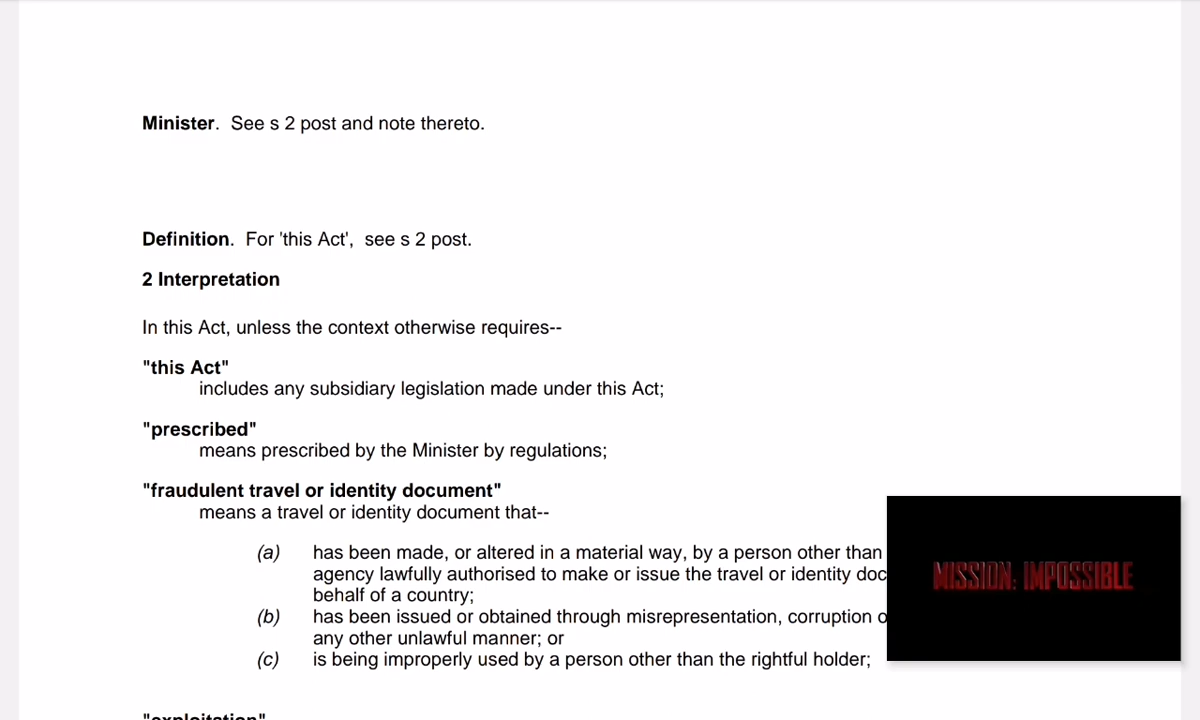 Minister.  See s 2 post and note thereto.
Definition.  For 'this Act',  see s 2 post.
2 Interpretation
In this Act, unless the context otherwise requires--
"this Act"
includes any subsidiary legislation made under this Act;
"prescribed"
means prescribed by the Minister by regulations;
"fraudulent travel or identity document"
means a travel or identity document that--
(a) has been made, or altered in a material way, by a person other than
agency lawfully authorised to make or issue the travel or identity doc
behalf of a country;
(b) has been issued or obtained through misrepresentation, corruption o
any other unlawful manner; or
(c) is being improperly used by a person other than the rightful holder;
MISSION: IMPOSSIBLE
"exploitation"